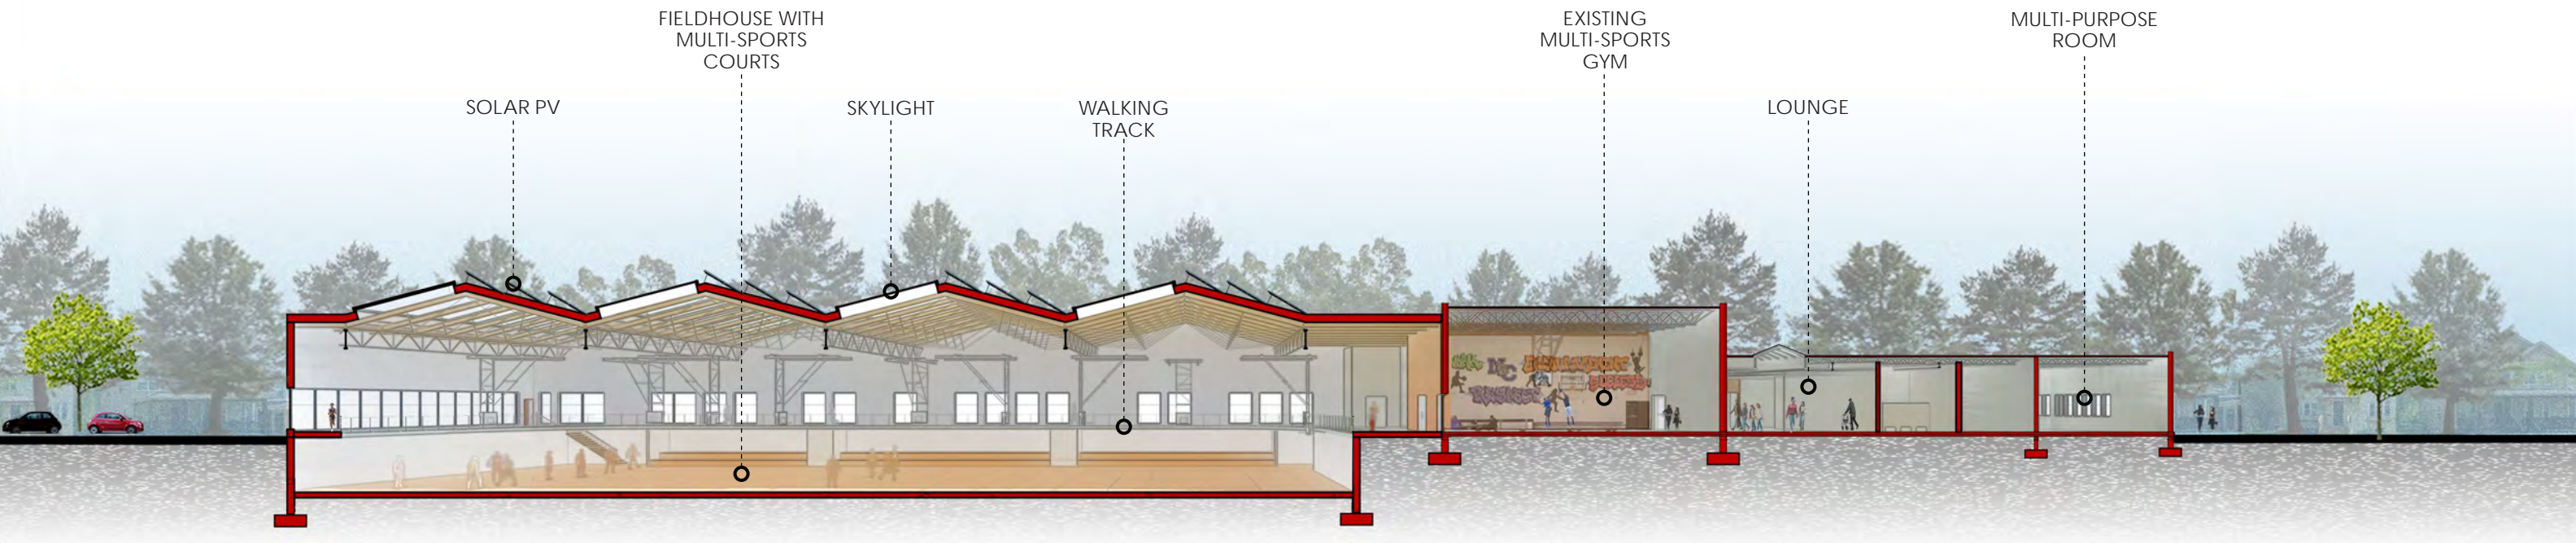 FIELDHOUSE WITH
MULTI-SPORTS
COURTS
EXISTING
MULTI-SPORTS
GYM
MULTI-PURPOSE
ROOM
SOLAR PV
SKYLIGHT
WALKING
TRACK
LOUNGE